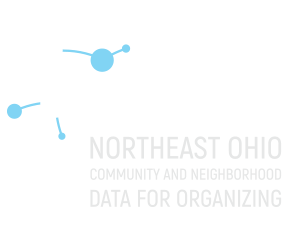 NORTHEAST OHIO
COMMUNITY AND NEIGHBORHOOD
DATA FOR ORGANIZING